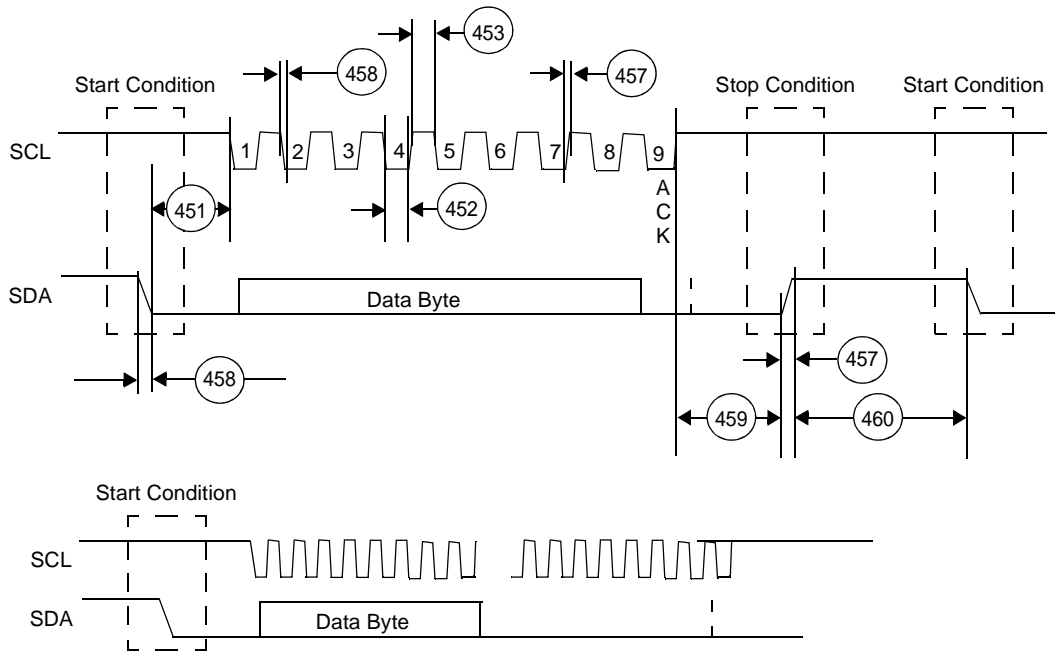 453
458
457
Start Condition
Stop Condition
Start Condition
SCL
1 2 3 4 5 6 7 8 9
A
C
K
451
452
SDA
Data Byte
458
457
459
460
Start Condition
SCL
SDA
Data Byte